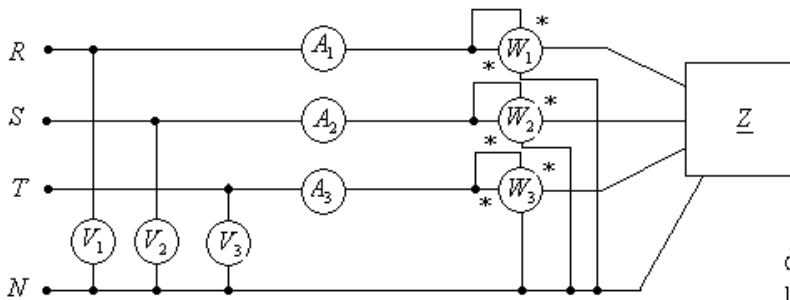 R A₁ * W₁
*
S A₂ * W₂
*
T A₃ * W₃
*
Z
V₁ V₂ V₃
N